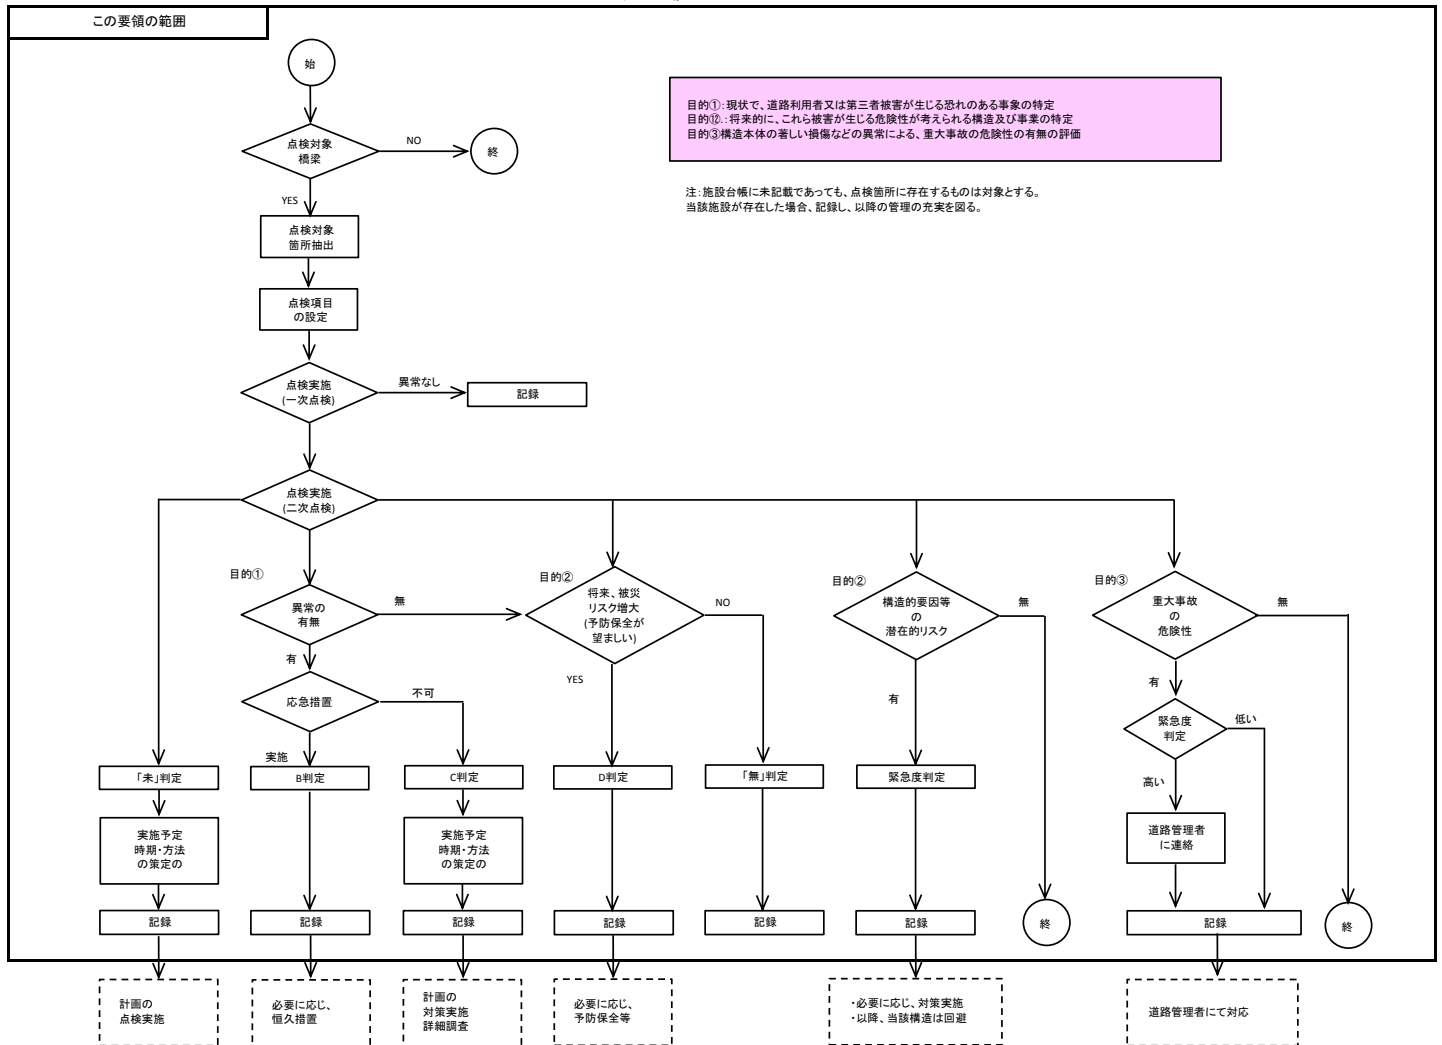 この要領の範囲
始
目的①：現状で、道路利用者又は第三者被害が生じる恐れのある事象の特定
目的⑫.：将来的に、これら被害が生じる危険性が考えられる構造及び事業の特定
目的③構造本体の著しい損傷などの異常による、重大事故の危険性の有無の評価
点検対象
橋梁
NO
終
注：施設台帳に未記載であっても、点検箇所に存在するものは対象とする。
当該施設が存在した場合、記録し、以降の管理の充実を図る。
YES
点検対象
箇所抽出
点検項目
の設定
点検実施
(一次点検)
異常なし
記録
点検実施
(二次点検)
目的①
異常の
有無
無
有
目的②
将来、被災
リスク増大
(予防保全が
望ましい)
NO
YES
目的②
構造的要因等
の
潜在的リスク
無
有
目的③
重大事故
の
危険性
無
有
応急措置
不可
実施
緊急度
判定
低い
高い
「未」判定
B判定
C判定
D判定
「無」判定
緊急度判定
道路管理者
に連絡
実施予定
時期・方法
の策定の
実施予定
時期・方法
の策定の
記録
記録
記録
記録
記録
記録
終
記録
終
計画の
点検実施
必要に応じ、
恒久措置
計画の
対策実施
詳細調査
必要に応じ、
予防保全等
・必要に応じ、対策実施
・以降、当該構造は回避
道路管理者にて対応